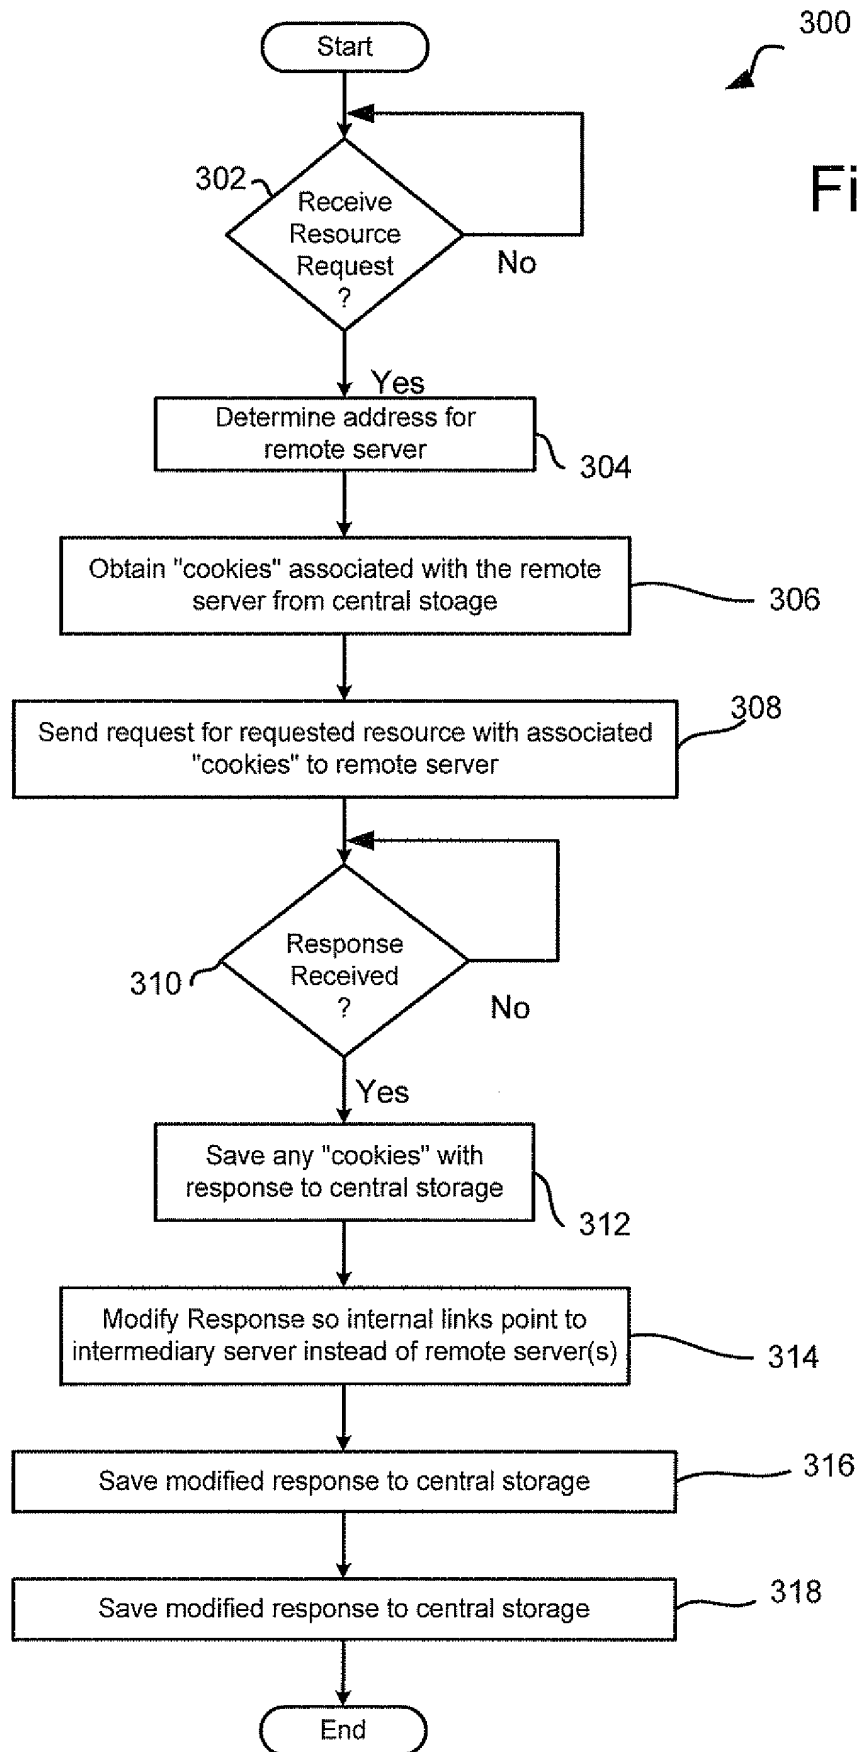 300
Start
Fi
302
Receive
Resource
Request
?
No
Yes
Determine address for
remote server
304
Obtain "cookies" associated with the remote
server from central stoage
306
308
Send request for requested resource with associated
"cookies" to remote server
Response
Received
?
310
No
Yes
Save any "cookies" with
response to central storage
312
Modify Response so internal links point to
intermediary server instead of remote server(s)
314
Save modified response to central storage
316
Save modified response to central storage
318
End